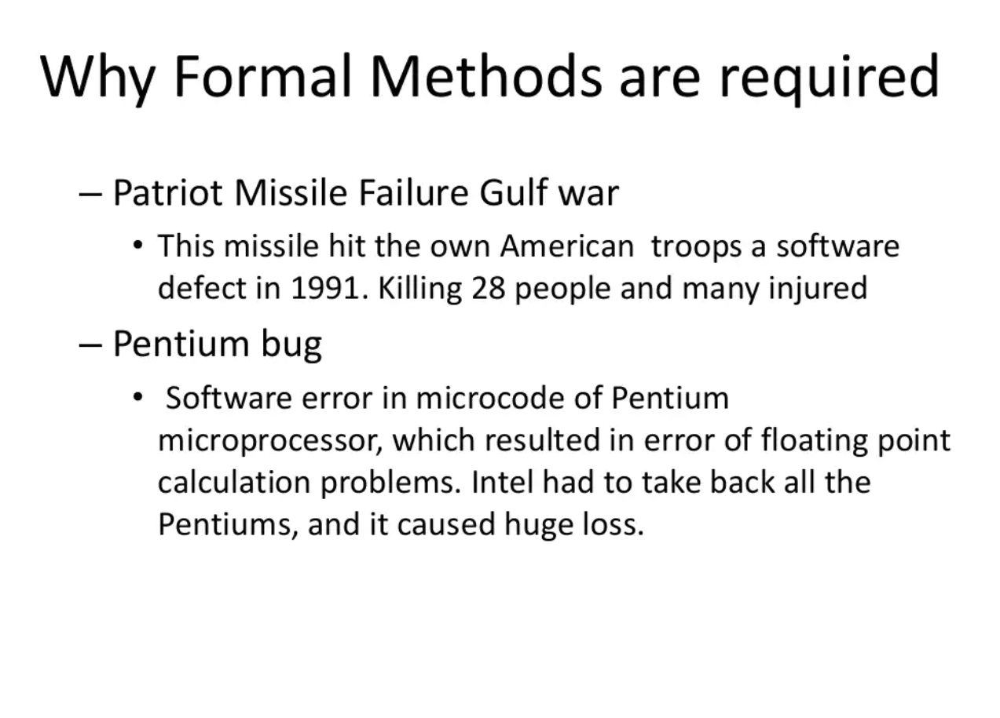 Why Formal Methods are required
– Patriot Missile Failure Gulf war
• This missile hit the own American  troops a software
defect in 1991. Killing 28 people and many injured
– Pentium bug
• Software error in microcode of Pentium
microprocessor, which resulted in error of floating point
calculation problems. Intel had to take back all the
Pentiums, and it caused huge loss.